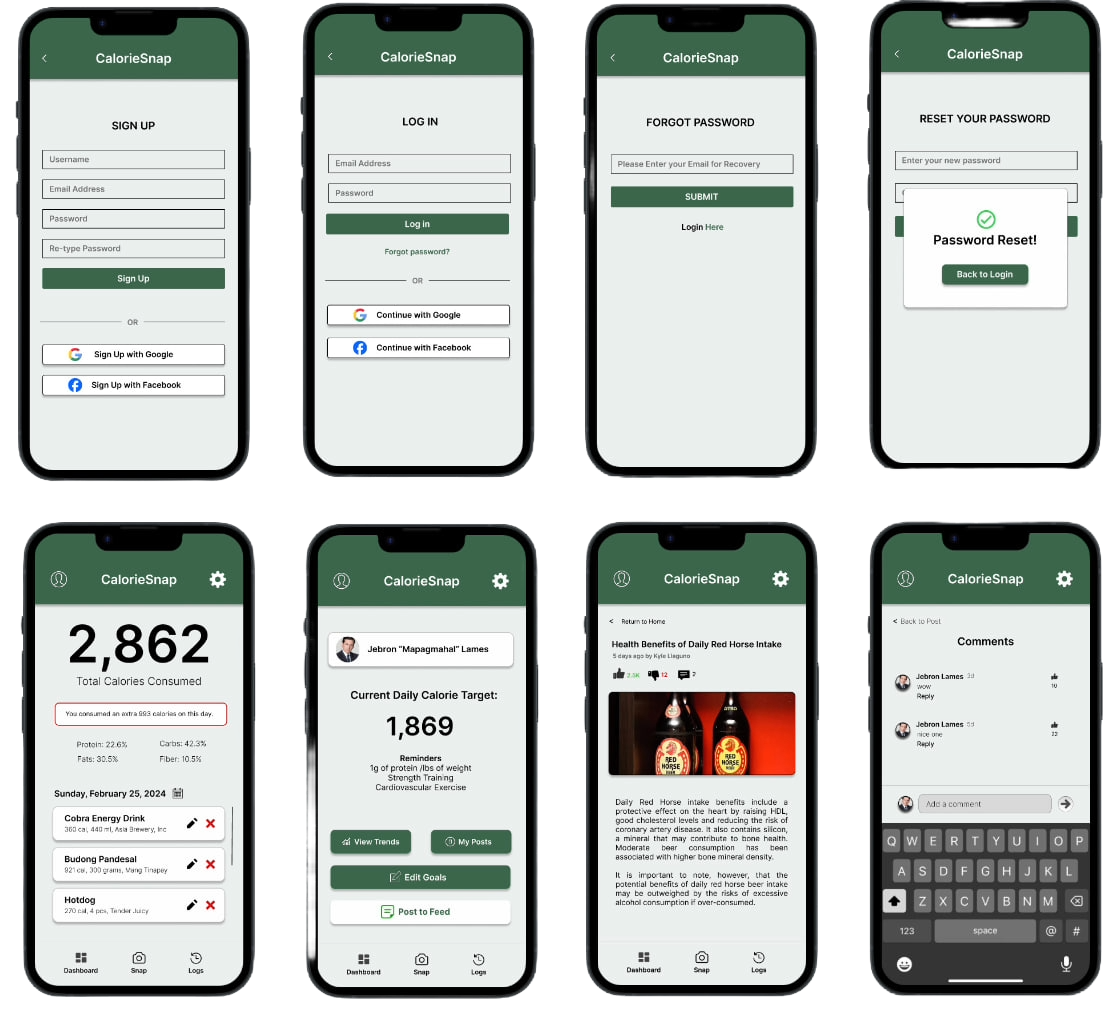 CalorieSnap
SIGN UP
Username
Email Address
Password
Re-type Password
Sign Up
OR
Sign Up with Google
Sign Up with Facebook
CalorieSnap
LOG IN
Email Address
Password
Log in
Forgot password?
OR
Continue with Google
Continue with Facebook
CalorieSnap
FORGOT PASSWORD
Please Enter your Email for Recovery
SUBMIT
Login Here
CalorieSnap
RESET YOUR PASSWORD
Enter your new password
Password Reset!
Back to Login
CalorieSnap
2,862
Total Calories Consumed
You consumed an extra 993 calories on this day.
Protein: 22.6% Carbs: 42.3%
Fats: 30.5% Fiber: 10.5%
Sunday, February 25, 2024
Cobra Energy Drink
360 cal, 440 ml, Asia Brewery, Inc
Budong Pandesal
921 cal, 300 grams, Mang Tinapay
Hotdog
270 cal, 4 pcs, Tender Juicy
Dashboard Snap Logs
CalorieSnap
Jebron “Mapagmahal” Lames
Current Daily Calorie Target:
1,869
Reminders
1g of protein /lbs of weight
Strength Training
Cardiovascular Exercise
View Trends My Posts
Edit Goals
Post to Feed
Dashboard Snap Logs
CalorieSnap
< Return to Home
Health Benefits of Daily Red Horse Intake
5 days ago by Kyle Liaguno
2.3K 12 2
RED HORSE BEER
RED HORSE BEER
Daily Red Horse intake benefits include a
protective effect on the heart by raising HDL,
good cholesterol levels and reducing the risk of
coronary artery disease. It also contains silicon,
a mineral that may contribute to bone health.
Moderate beer consumption has been
associated with higher bone mineral density.
It is important to note, however, that the
potential benefits of daily red horse beer intake
may be outweighed by the risks of excessive
alcohol consumption if over-consumed.
Dashboard Snap Logs
CalorieSnap
< Back to Post
Comments
Jebron Lames 3d
wow
10
Reply
Jebron Lames 5d
nice one
22
Reply
Add a comment
Q W E R T Y U I O P
A S D F G H J K L
Z X C V B N M
123 space @ #